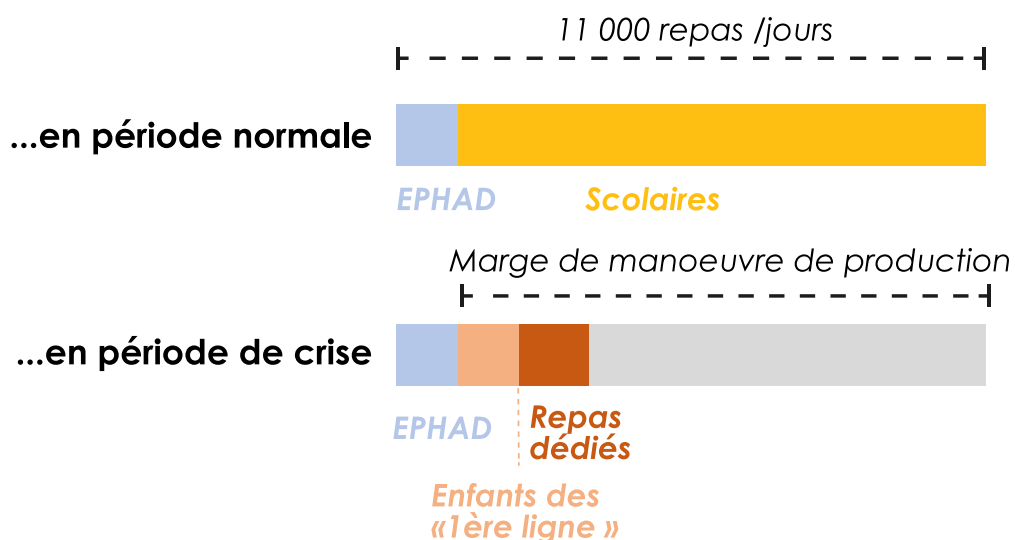 11 000 repas /jours
...en période normale
EPHAD
Scolaires
Marge de manoeuvre de production
...en période de crise
EPHAD
Repas
dédiés
Enfants des
«1ère ligne »